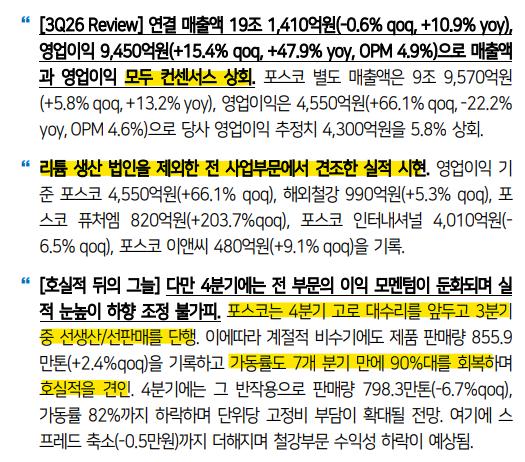 “ [3Q26 Review] 연결 매출액 19조 1,410억원(-0.6% qoq, +10.9% yoy),
영업이익 9,450억원(+15.4% qoq, +47.9% yoy, OPM 4.9%)으로 매출액
과 영업이익 모두 컨센서스 상회. 포스코 별도 매출액은 9조 9,570억원
(+5.8% qoq, +13.2% yoy), 영업이익은 4,550억원(+66.1% qoq, -22.2%
yoy, OPM 4.6%)으로 당사 영업이익 추정치 4,300억원을 5.8% 상회.
“ 리튬 생산 법인을 제외한 전 사업부문에서 견조한 실적 시현. 영업이익 기
준 포스코 4,550억원(+66.1% qoq), 해외철강 990억원(+5.3% qoq), 포
스코 퓨처엠 820억원(+203.7%qoq), 포스코 인터내셔널 4,010억원(-
6.5% qoq), 포스코 이앤씨 480억원(+9.1% qoq)을 기록.
“ [호실적 뒤의 그늘] 다만 4분기에는 전 부문의 이익 모멘텀이 둔화되며 실
적 눈높이 하향 조정 불가피. 포스코는 4분기 고로 대수리를 앞두고 3분기
중 선생산/선판매를 단행. 이에따라 계절적 비수기에도 제품 판매량 855.9
만톤(+2.4%qoq)을 기록하고 가동률도 7개 분기 만에 90%대를 회복하며
호실적을 견인. 4분기에는 그 반작용으로 판매량 798.3만톤(-6.7%qoq),
가동률 82%까지 하락하며 단위당 고정비 부담이 확대될 전망. 여기에 스
프레드 축소(-0.5만원)까지 더해지며 철강부문 수익성 하락이 예상됨.